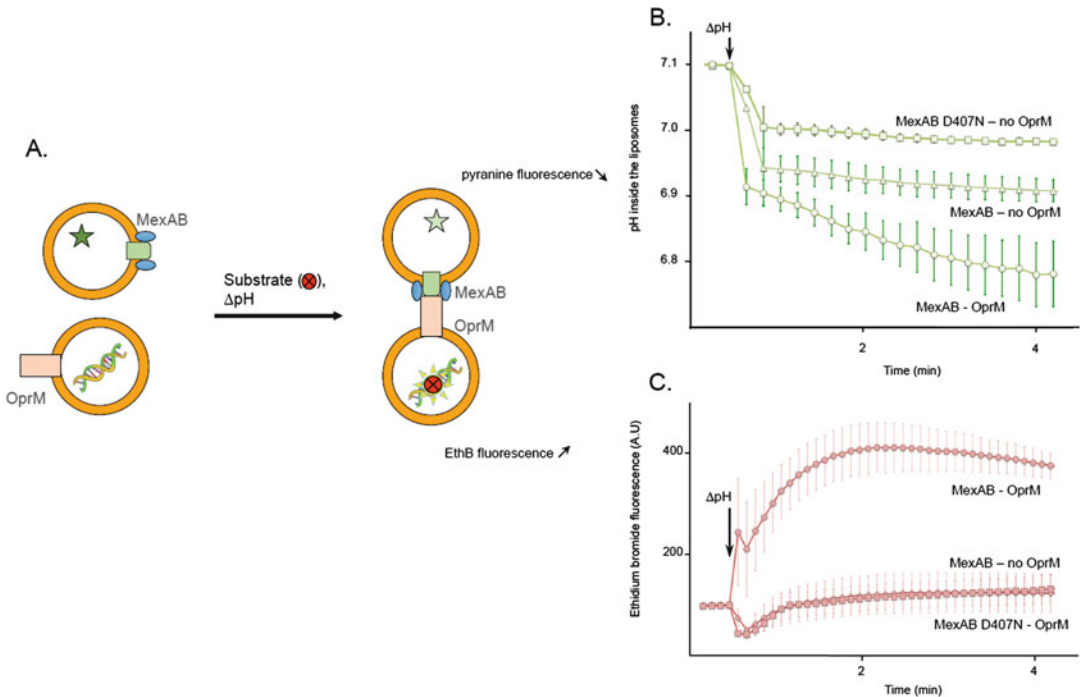 A.
MexAB
OprM
Substrate ( ),
ΔpH
pyranine fluorescence ↘
MexAB
OprM
EthB fluorescence ↗
B.
ΔpH
7.1
7.0
6.9
6.8
pH inside the liposomes
MexAB D407N – no OprM
MexAB – no OprM
MexAB - OprM
2
4
Time (min)
C.
Ethidium bromide fluorescence (A.U)
400
200
ΔpH
MexAB - OprM
MexAB – no OprM
MexAB D407N - OprM
2
4
Time (min)